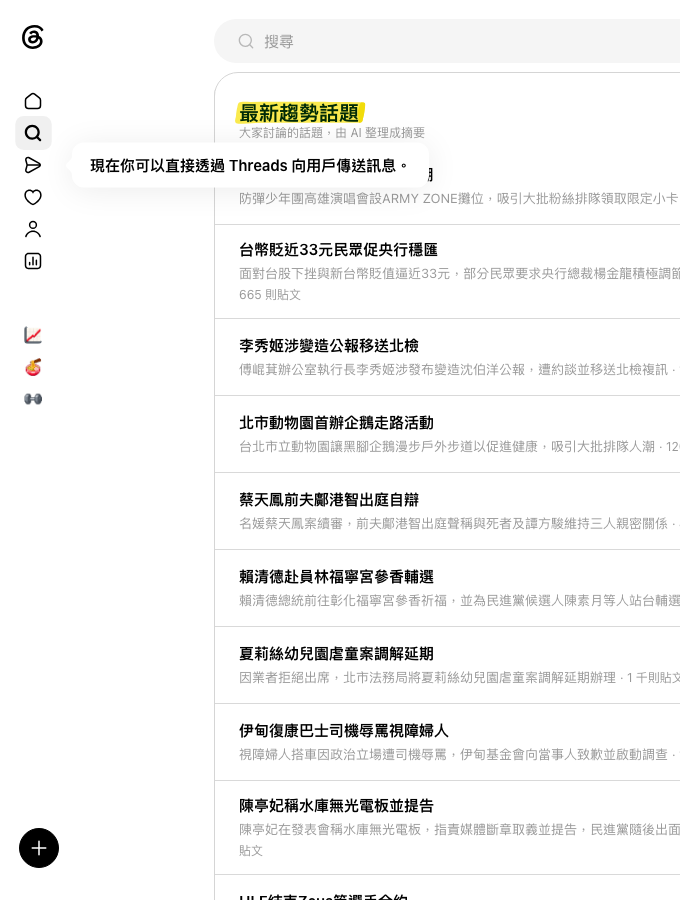 搜尋
最新趨勢話題
大家討論的話題，由 AI 整理成摘要
現在你可以直接透過 Threads 向用戶傳送訊息。
防彈少年團高雄演唱會設ARMY ZONE攤位，吸引大批粉絲排隊領取限定小卡
台幣貶近33元民眾促央行穩匯
面對台股下挫與新台幣貶值逼近33元，部分民眾要求央行總裁楊金龍積極調節
665 則貼文
李秀姬涉變造公報移送北檢
傅崐萁辦公室執行長李秀姬涉發布變造沈伯洋公報，遭約談並移送北檢複訊 ·
北市動物園首辦企鵝走路活動
台北市立動物園讓黑腳企鵝漫步戶外步道以促進健康，吸引大批排隊人潮 · 12
蔡天鳳前夫鄺港智出庭自辯
名媛蔡天鳳案續審，前夫鄺港智出庭聲稱與死者及譚方駿維持三人親密關係 ·
賴清德赴員林福寧宮參香輔選
賴清德總統前往彰化福寧宮參香祈福，並為民進黨候選人陳素月等人站台輔選
夏莉絲幼兒園虐童案調解延期
因業者拒絕出席，北市法務局將夏莉絲幼兒園虐童案調解延期辦理 · 1 千則貼文
伊甸復康巴士司機辱罵視障婦人
視障婦人搭車因政治立場遭司機辱罵，伊甸基金會向當事人致歉並啟動調查 ·
陳亭妃稱水庫無光電板並提告
陳亭妃在發表會稱水庫無光電板，指責媒體斷章取義並提告，民進黨隨後出面
貼文
HLE結束Zeus等選手合約